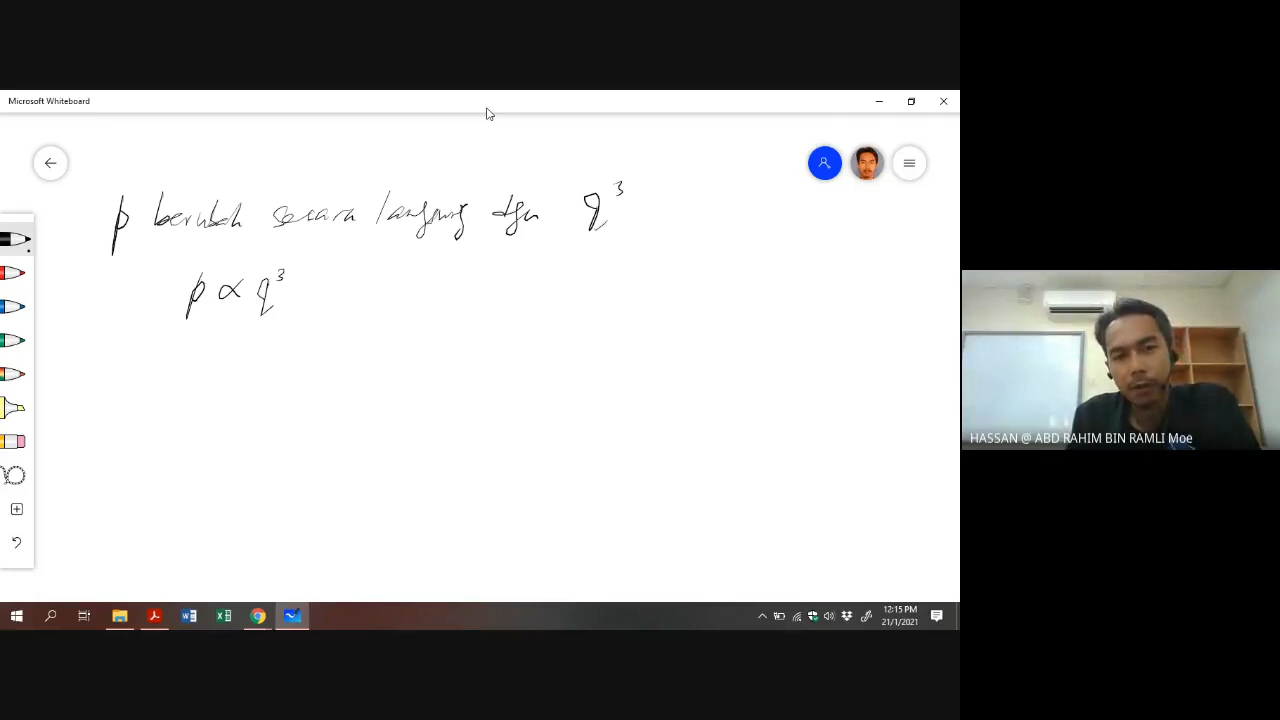 Microsoft Whiteboard
p berubah secara langsung dgn q³
p ∝ q³
HASSAN @ ABD RAHIM BIN RAMLI Moe
12:15 PM
21/1/2021